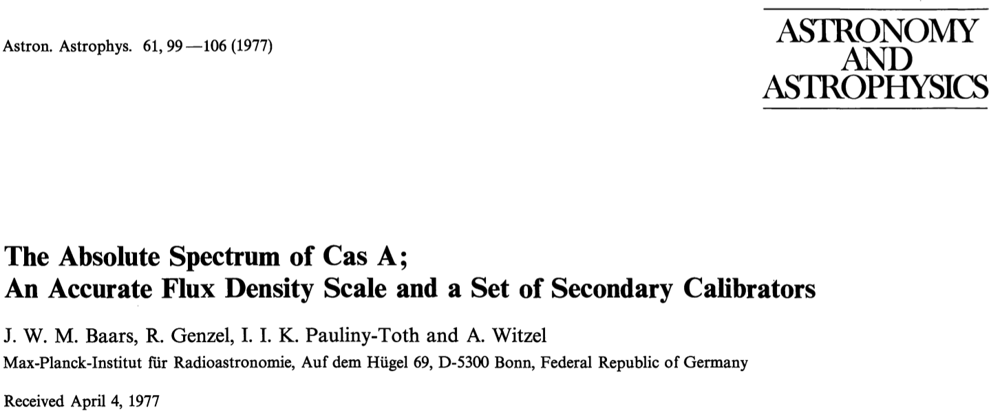 Astron. Astrophys. 61, 99—106 (1977)
ASTRONOMY
AND
ASTROPHYSICS
The Absolute Spectrum of Cas A;
An Accurate Flux Density Scale and a Set of Secondary Calibrators
J. W. M. Baars, R. Genzel, I. I. K. Pauliny-Toth and A. Witzel
Max-Planck-Institut für Radioastronomie, Auf dem Hügel 69, D-5300 Bonn, Federal Republic of Germany
Received April 4, 1977